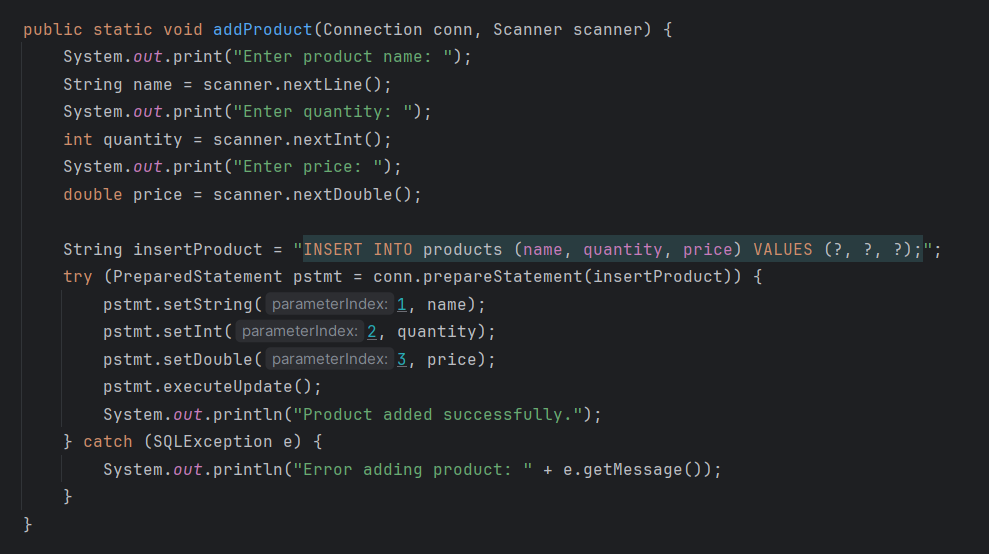 public static void addProduct(Connection conn, Scanner scanner) {
    System.out.print("Enter product name: ");
    String name = scanner.nextLine();
    System.out.print("Enter quantity: ");
    int quantity = scanner.nextInt();
    System.out.print("Enter price: ");
    double price = scanner.nextDouble();

    String insertProduct = "INSERT INTO products (name, quantity, price) VALUES (?, ?, ?);";
    try (PreparedStatement pstmt = conn.prepareStatement(insertProduct)) {
        pstmt.setString( parameterIndex: 1, name);
        pstmt.setInt( parameterIndex: 2, quantity);
        pstmt.setDouble( parameterIndex: 3, price);
        pstmt.executeUpdate();
        System.out.println("Product added successfully.");
    } catch (SQLException e) {
        System.out.println("Error adding product: " + e.getMessage());
    }
}